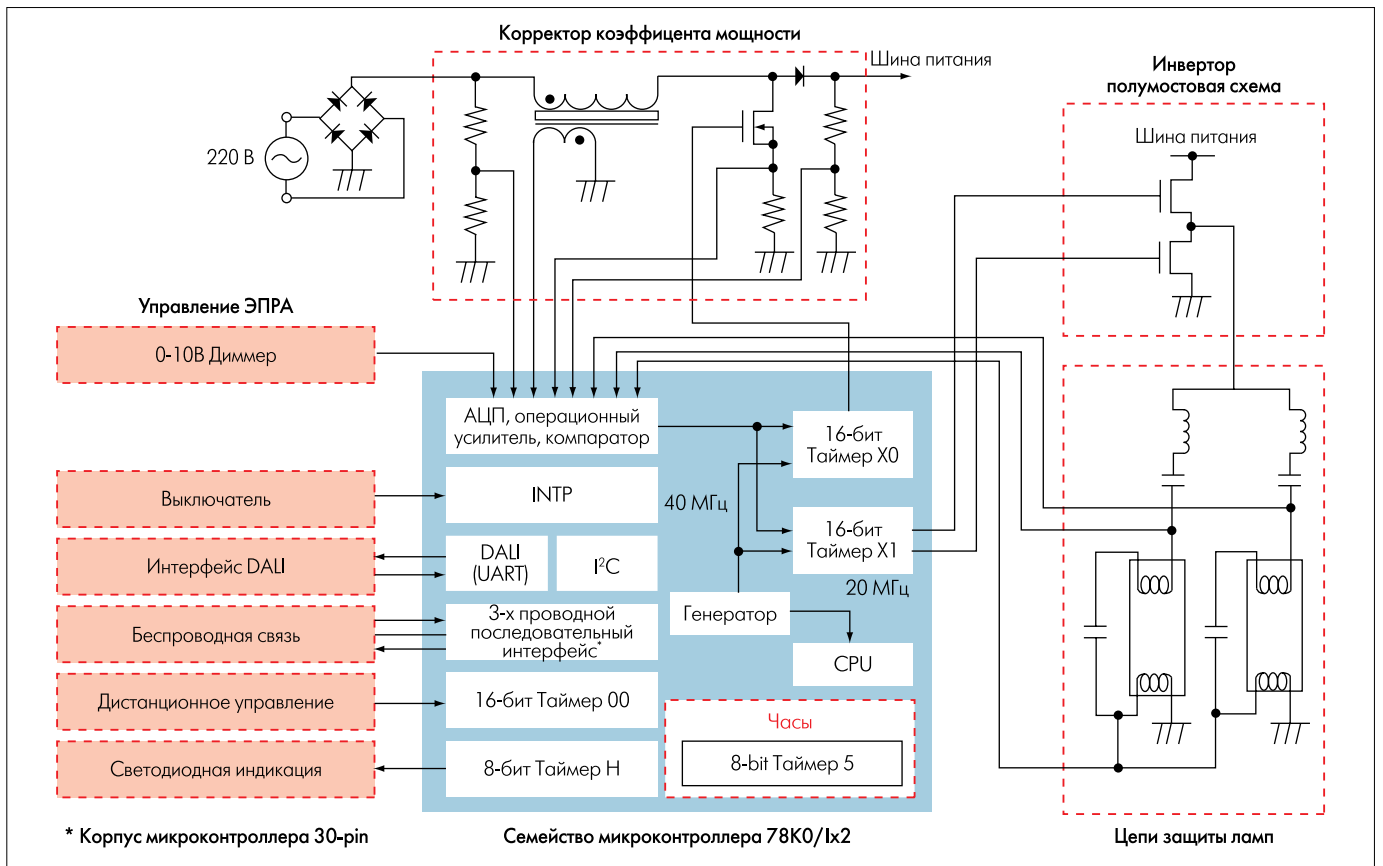 Корректор коэффицента мощности
Шина питания
Инвертор
полумостовая схема
Шина питания
220 В
Управление ЭПРА
0-10В Диммер
АЦП, операционный
усилитель, компаратор
16-бит
Таймер X0
Выключатель
INTP
40 МГц
16-бит
Таймер X1
Интерфейс DALI
DALI
(UART)
I²C
20 МГц
Генератор
Беспроводная связь
3-х проводной
последовательный
интерфейс*
CPU
Дистанционное управление
16-бит Таймер 00
Часы
8-bit Таймер 5
Светодиодная индикация
8-бит Таймер H
* Корпус микроконтроллера 30-pin
Семейство микроконтроллера 78K0/Ix2
Цепи защиты ламп